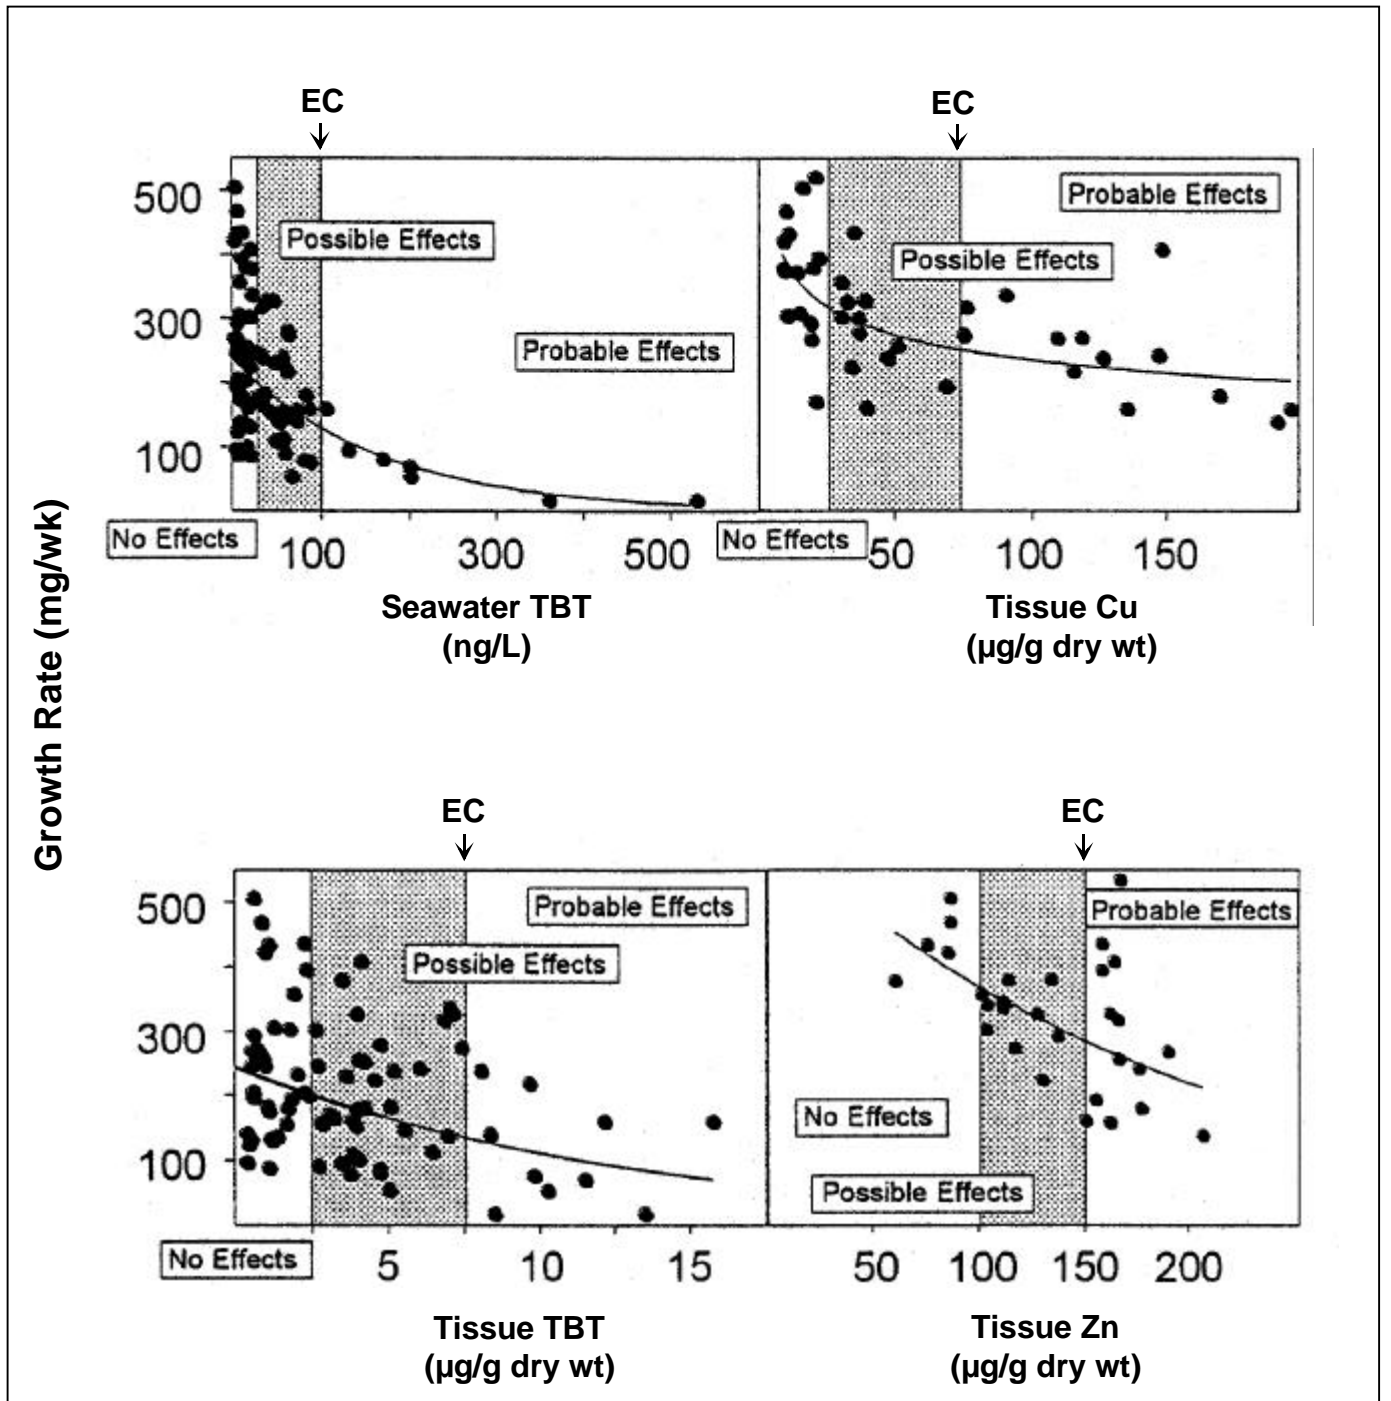 EC
EC
500
300
100
Possible Effects
Probable Effects
Probable Effects
Possible Effects
No Effects
100
300
500
No Effects
50
100
150
Seawater TBT
(ng/L)
Tissue Cu
(µg/g dry wt)
Growth Rate (mg/wk)
EC
EC
500
300
100
Probable Effects
Possible Effects
Probable Effects
No Effects
Possible Effects
No Effects
5
10
15
50
100
150
200
Tissue TBT
(µg/g dry wt)
Tissue Zn
(µg/g dry wt)